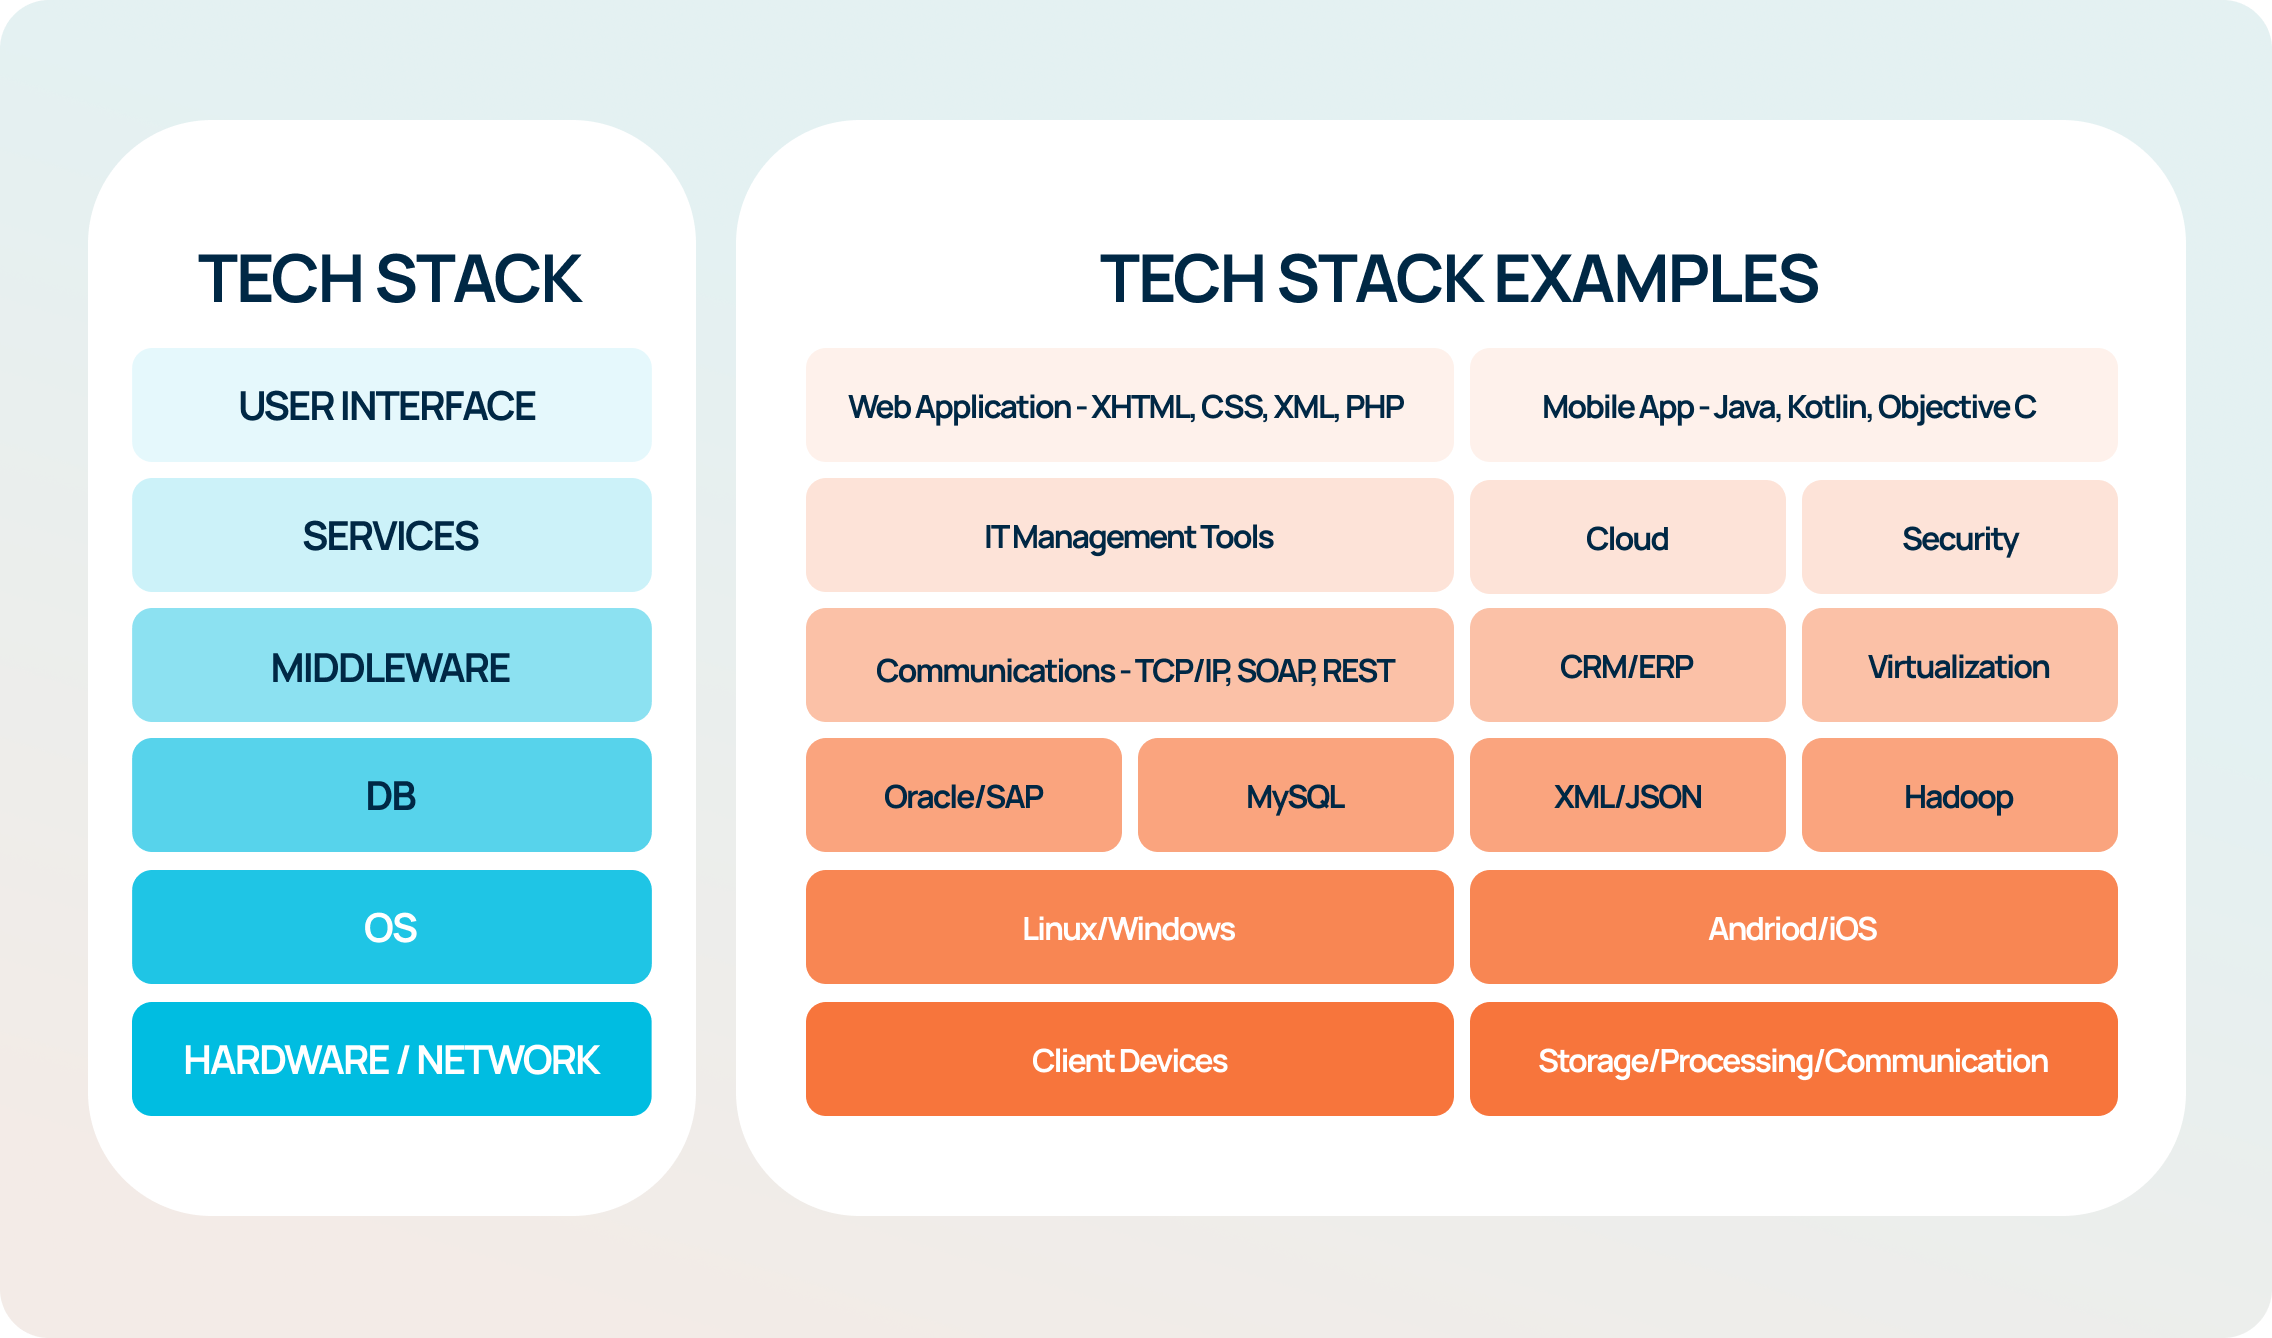 TECH STACK
USER INTERFACE
SERVICES
MIDDLEWARE
DB
OS
HARDWARE / NETWORK
TECH STACK EXAMPLES
Web Application - XHTML, CSS, XML, PHP
Mobile App - Java, Kotlin, Objective C
IT Management Tools
Cloud
Security
Communications - TCP/IP, SOAP, REST
CRM/ERP
Virtualization
Oracle/SAP
MySQL
XML/JSON
Hadoop
Linux/Windows
Andriod/iOS
Client Devices
Storage/Processing/Communication